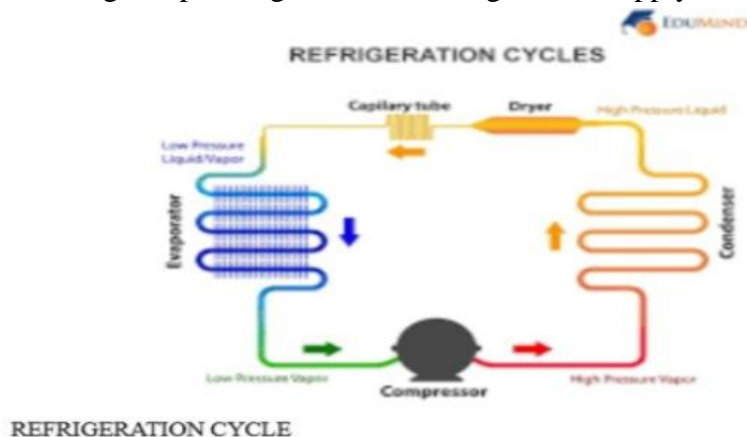 EDUMIND
REFRIGERATION CYCLES
Capilary tube
Dryer
High Pressure Liquid
Low Pressure
Liquid/Vapor
Evaporator
Condenser
Low Pressure Vapor
Compressor
High Pressure Vapor
REFRIGERATION CYCLE